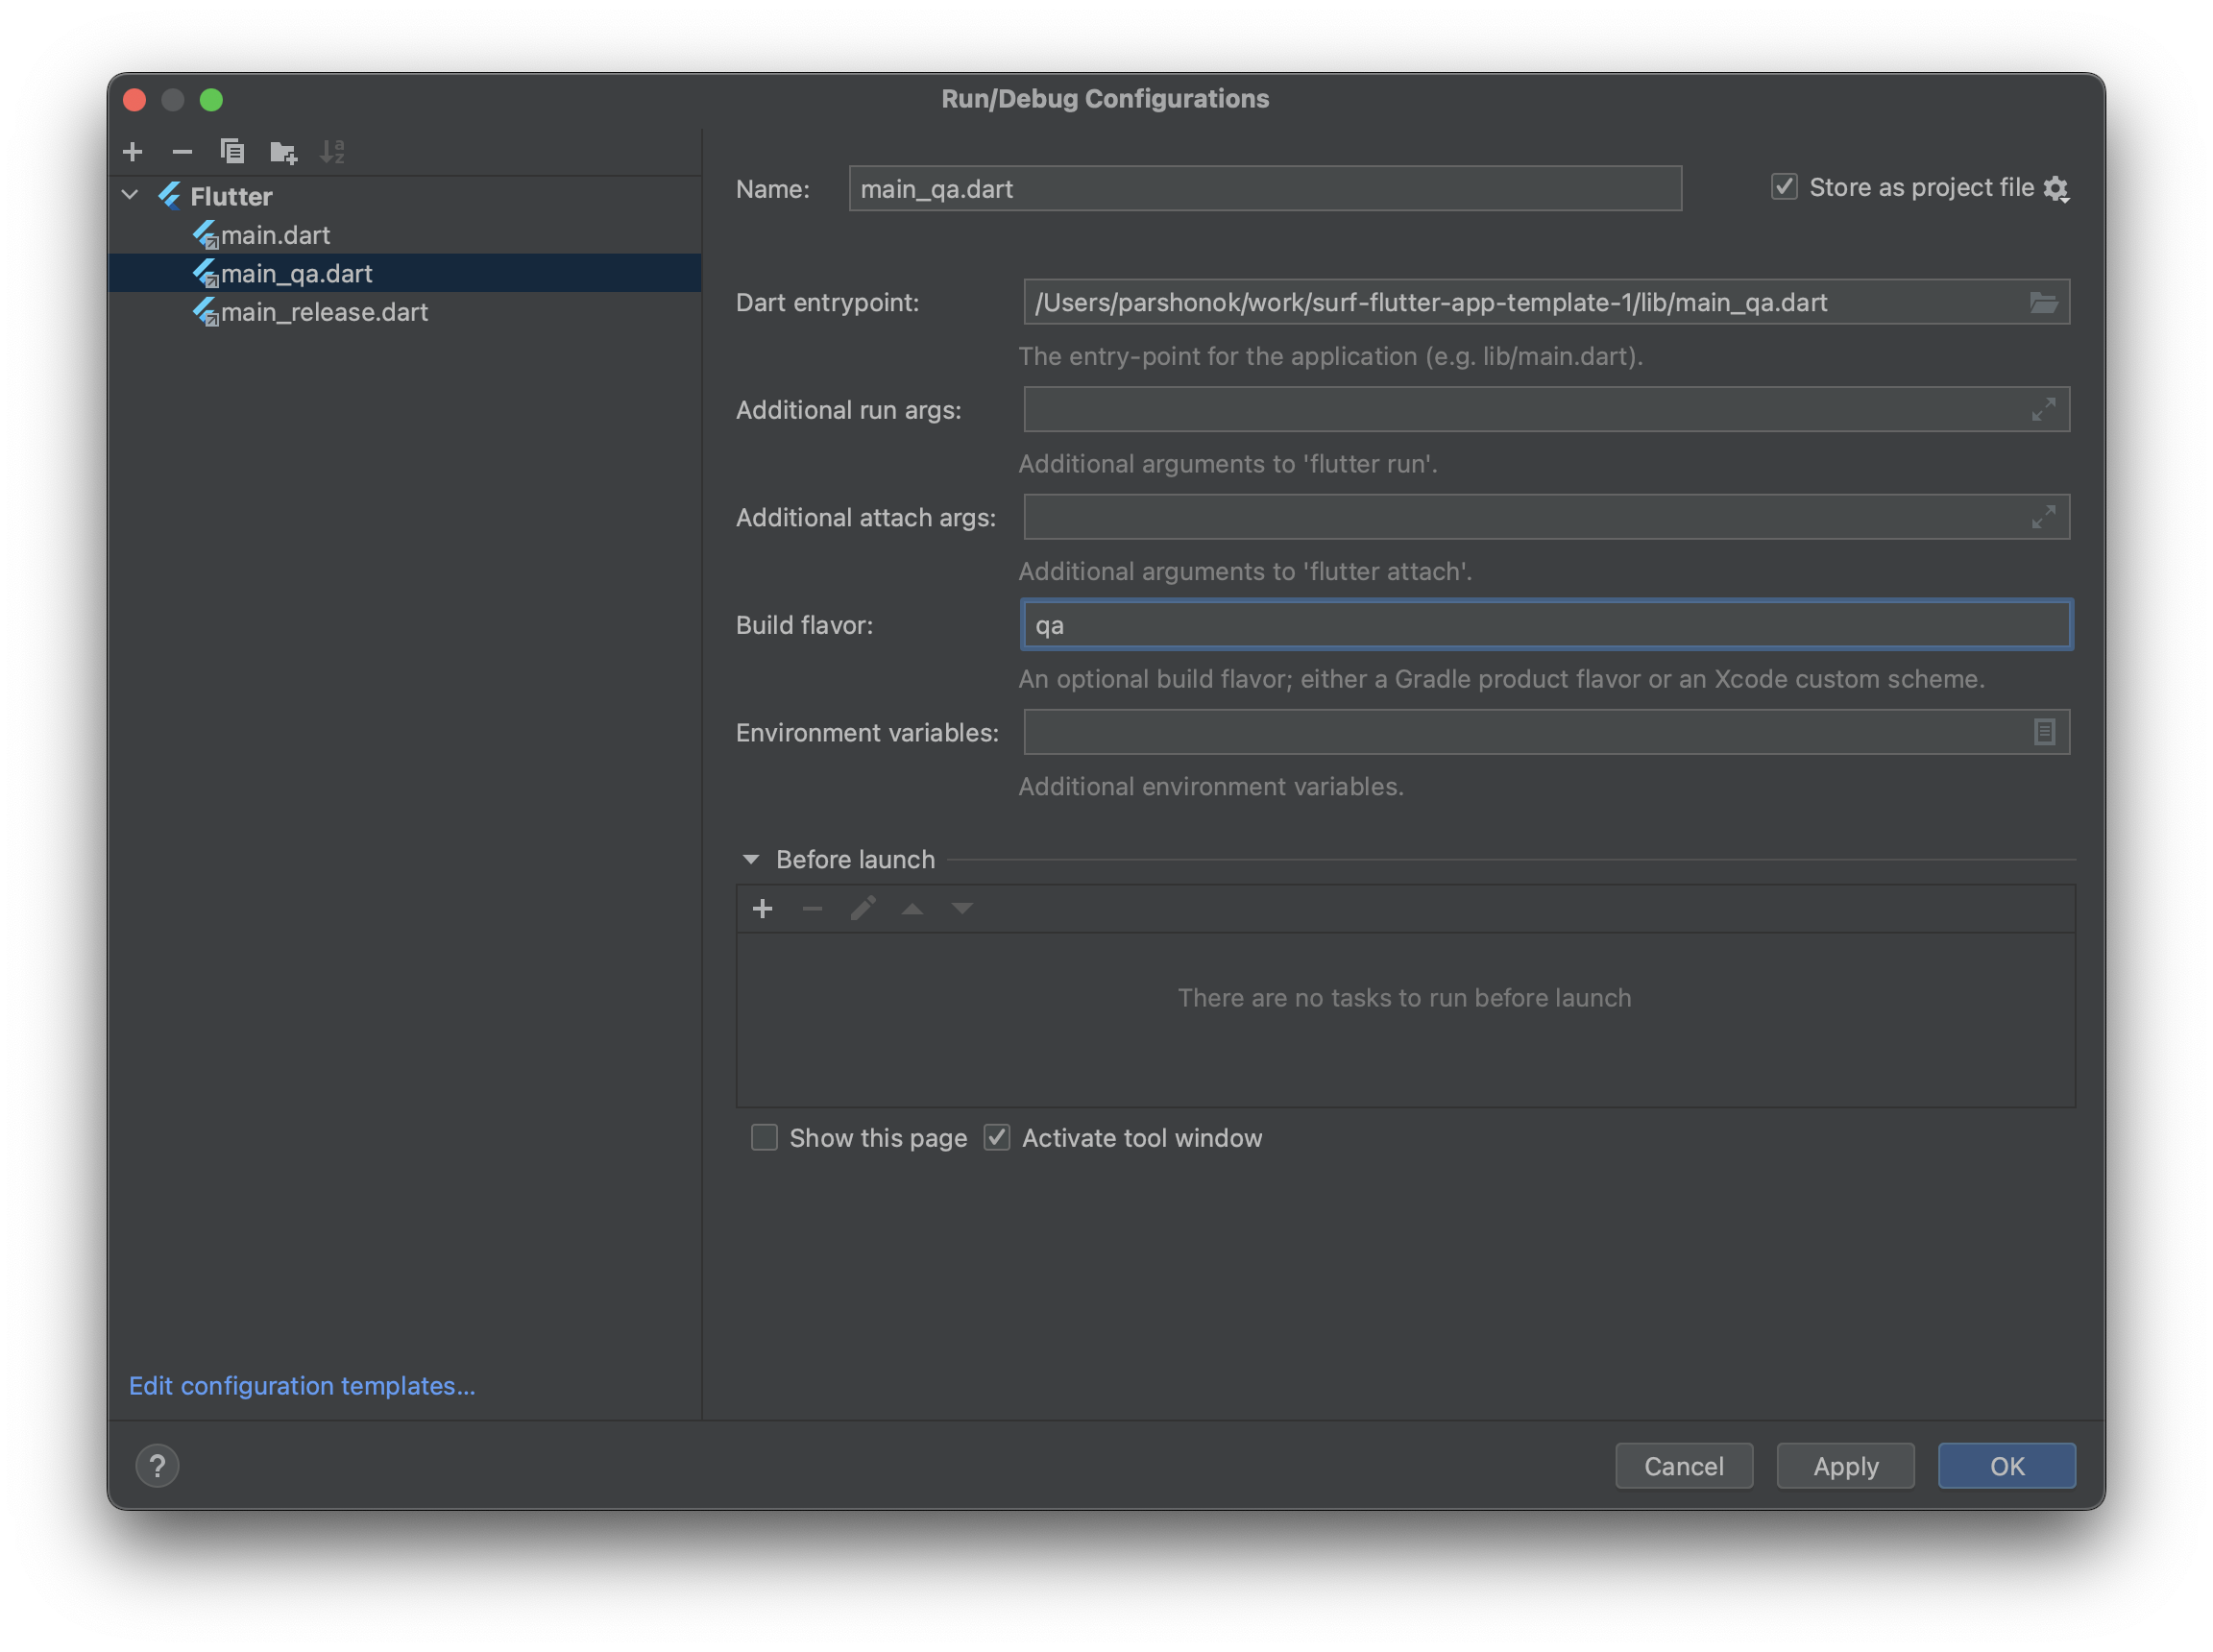 Run/Debug Configurations
Flutter
main.dart
main_qa.dart
main_release.dart
Edit configuration templates...
Name:
main_qa.dart
Store as project file
Dart entrypoint:
/Users/parshonok/work/surf-flutter-app-template-1/lib/main_qa.dart
The entry-point for the application (e.g. lib/main.dart).
Additional run args:
Additional arguments to 'flutter run'.
Additional attach args:
Additional arguments to 'flutter attach'.
Build flavor:
qa
An optional build flavor; either a Gradle product flavor or an Xcode custom scheme.
Environment variables:
Additional environment variables.
Before launch
There are no tasks to run before launch
Show this page
Activate tool window
?
Cancel
Apply
OK